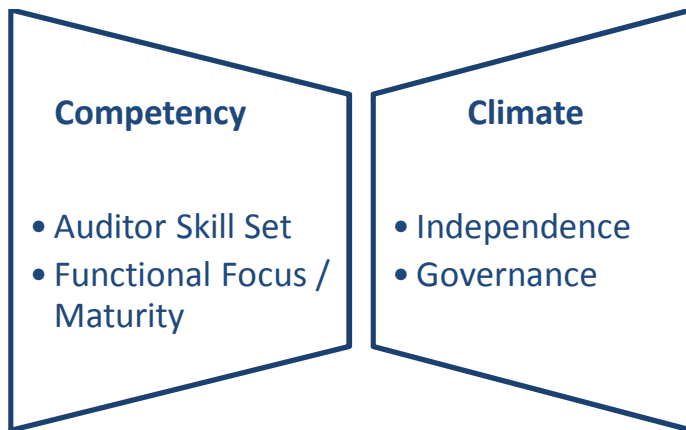 Competency
• Auditor Skill Set
• Functional Focus /
Maturity
Climate
• Independence
• Governance